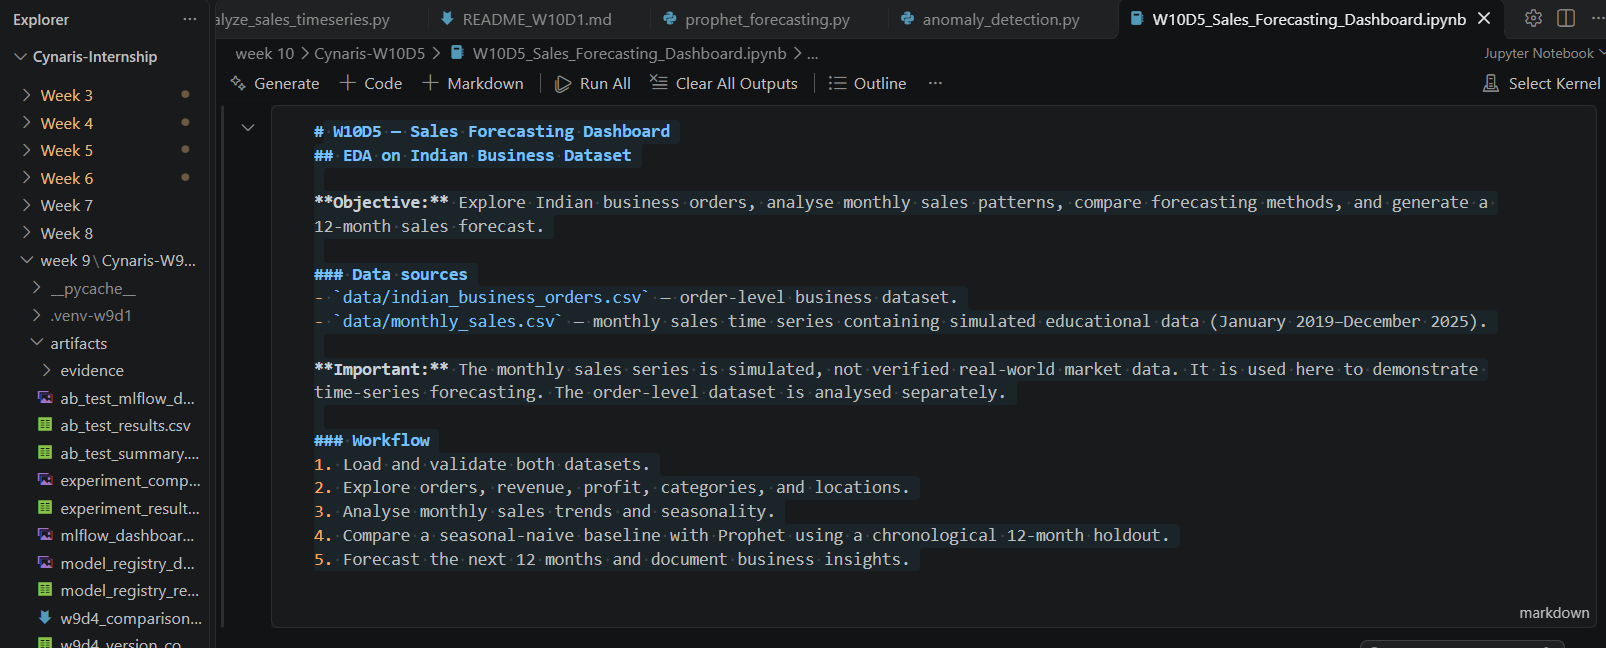 Explorer
Cynaris-Internship
Week 3
Week 4
Week 5
Week 6
Week 7
Week 8
week 9\Cynaris-W9...
__pycache__
.venv-w9d1
artifacts
evidence
ab_test_mlflow_d...
ab_test_results.csv
ab_test_summary....
experiment_comp...
experiment_result...
mlflow_dashboar...
model_registry_d...
model_registry_re...
w9d4_comparison...
w9d4_version_co
alyze_sales_timeseries.py
README_W10D1.md
prophet_forecasting.py
anomaly_detection.py
W10D5_Sales_Forecasting_Dashboard.ipynb
week 10 > Cynaris-W10D5 > W10D5_Sales_Forecasting_Dashboard.ipynb > ...
Jupyter Notebook
Generate + Code + Markdown Run All Clear All Outputs Outline ...
Select Kernel
# W10D5 — Sales Forecasting Dashboard
## EDA on Indian Business Dataset
**Objective:** Explore Indian business orders, analyse monthly sales patterns, compare forecasting methods, and generate a
12-month sales forecast.
### Data sources
- `data/indian_business_orders.csv` — order-level business dataset.
- `data/monthly_sales.csv` — monthly sales time series containing simulated educational data (January 2019–December 2025).
**Important:** The monthly sales series is simulated, not verified real-world market data. It is used here to demonstrate
time-series forecasting. The order-level dataset is analysed separately.
### Workflow
1. Load and validate both datasets.
2. Explore orders, revenue, profit, categories, and locations.
3. Analyse monthly sales trends and seasonality.
4. Compare a seasonal-naive baseline with Prophet using a chronological 12-month holdout.
5. Forecast the next 12 months and document business insights.
markdown